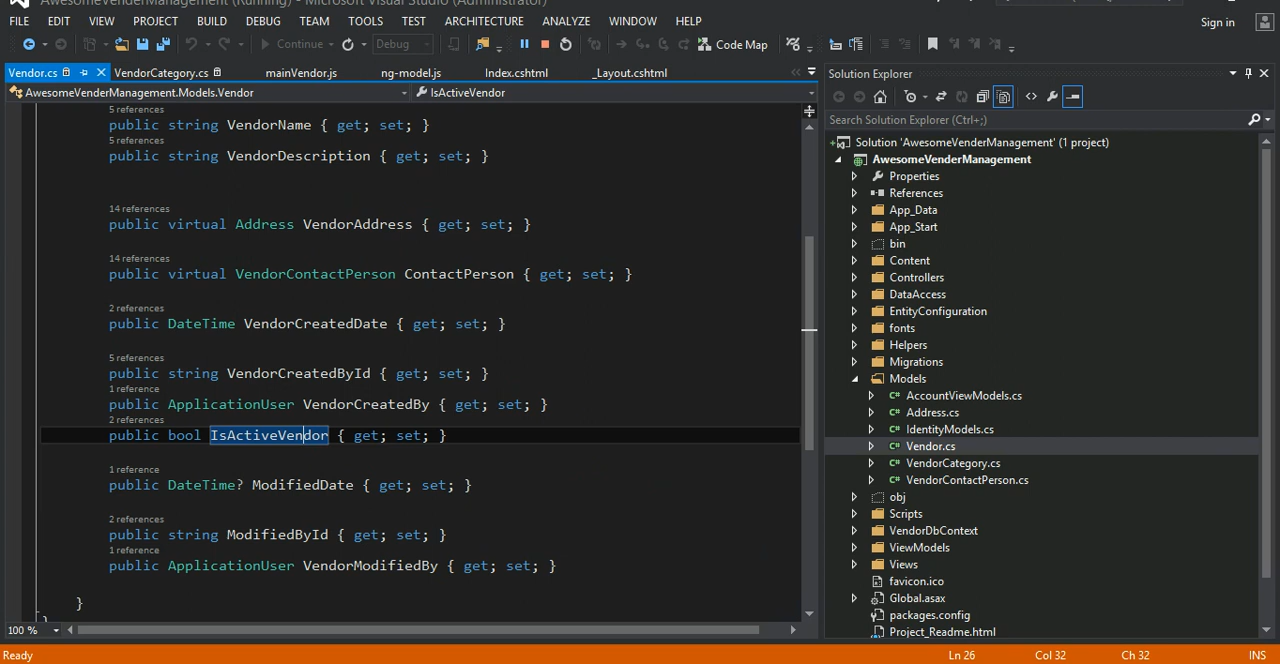 AwesomeVenderManagement (Running) - Microsoft Visual Studio (Administrator)
FILE EDIT VIEW PROJECT BUILD DEBUG TEAM TOOLS TEST ARCHITECTURE ANALYZE WINDOW HELP Sign in
Continue Debug Code Map
Vendor.cs VendorCategory.cs mainVendor.js ng-model.js Index.cshtml _Layout.cshtml
AwesomeVenderManagement.Models.Vendor IsActiveVendor
5 references
public string VendorName { get; set; }
5 references
public string VendorDescription { get; set; }
14 references
public virtual Address VendorAddress { get; set; }
14 references
public virtual VendorContactPerson ContactPerson { get; set; }
2 references
public DateTime VendorCreatedDate { get; set; }
5 references
public string VendorCreatedById { get; set; }
1 reference
public ApplicationUser VendorCreatedBy { get; set; }
2 references
public bool IsActiveVendor { get; set; }
1 reference
public DateTime? ModifiedDate { get; set; }
2 references
public string ModifiedById { get; set; }
1 reference
public ApplicationUser VendorModifiedBy { get; set; }
}
100 %
Solution Explorer
Search Solution Explorer (Ctrl+;)
Solution 'AwesomeVenderManagement' (1 project)
AwesomeVenderManagement
Properties
References
App_Data
App_Start
bin
Content
Controllers
DataAccess
EntityConfiguration
fonts
Helpers
Migrations
Models
C# AccountViewModels.cs
C# Address.cs
C# IdentityModels.cs
C# Vendor.cs
C# VendorCategory.cs
C# VendorContactPerson.cs
obj
Scripts
VendorDbContext
ViewModels
Views
favicon.ico
Global.asax
packages.config
Project_Readme.html
Ready Ln 26 Col 32 Ch 32 INS